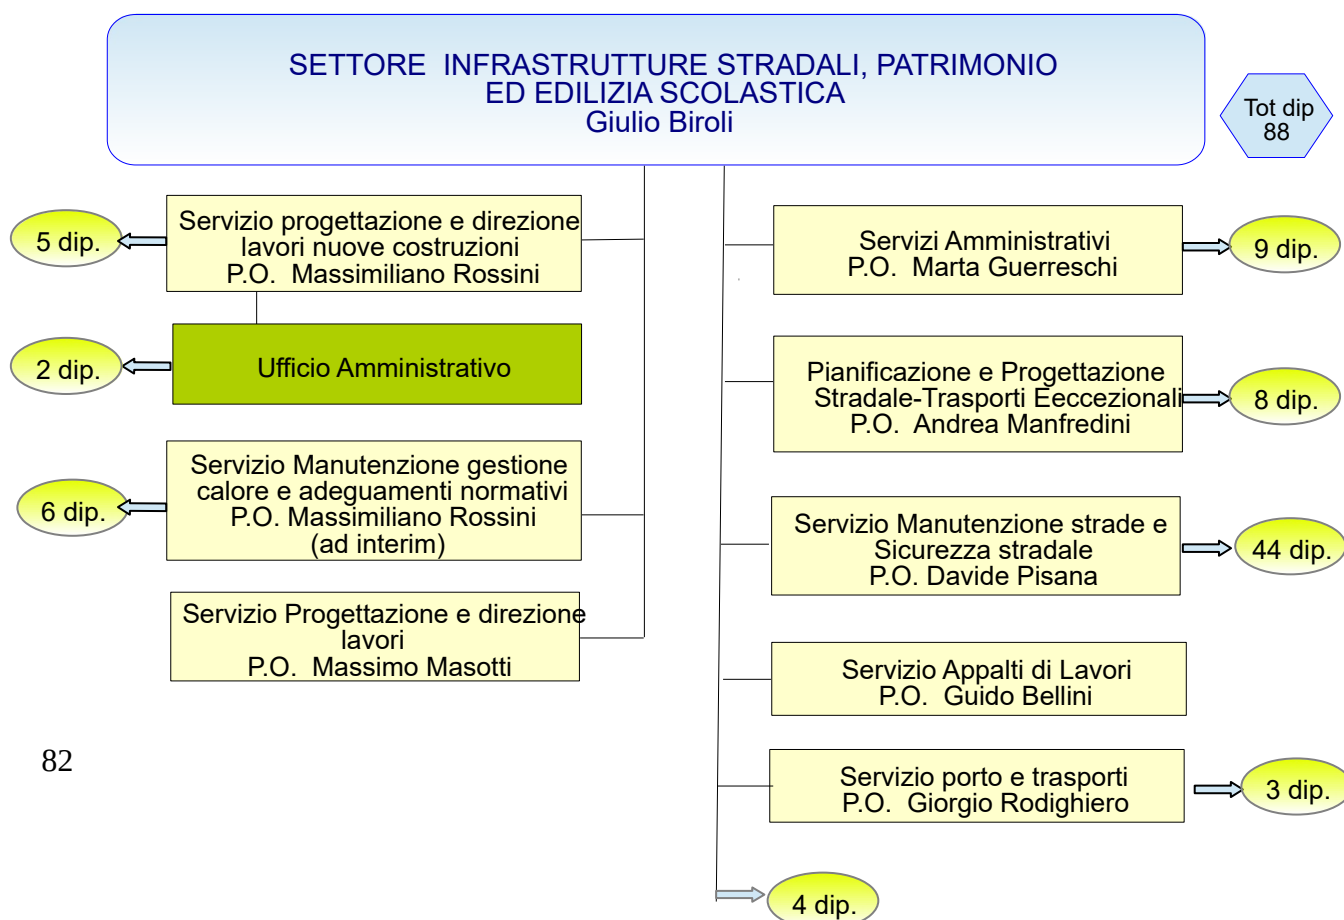 SETTORE INFRASTRUTTURE STRADALI, PATRIMONIO
ED EDILIZIA SCOLASTICA
Giulio Biroli
Tot dip
88
Servizio progettazione e direzione
lavori nuove costruzioni
P.O. Massimiliano Rossini
5 dip.
Ufficio Amministrativo
2 dip.
Servizio Manutenzione gestione
calore e adeguamenti normativi
P.O. Massimiliano Rossini
(ad interim)
6 dip.
Servizio Progettazione e direzione
lavori
P.O. Massimo Masotti
82
Servizi Amministrativi
P.O. Marta Guerreschi
9 dip.
Pianificazione e Progettazione
Stradale-Trasporti Eeccezionali
P.O. Andrea Manfredini
8 dip.
Servizio Manutenzione strade e
Sicurezza stradale
P.O. Davide Pisana
44 dip.
Servizio Appalti di Lavori
P.O. Guido Bellini
Servizio porto e trasporti
P.O. Giorgio Rodighiero
3 dip.
4 dip.